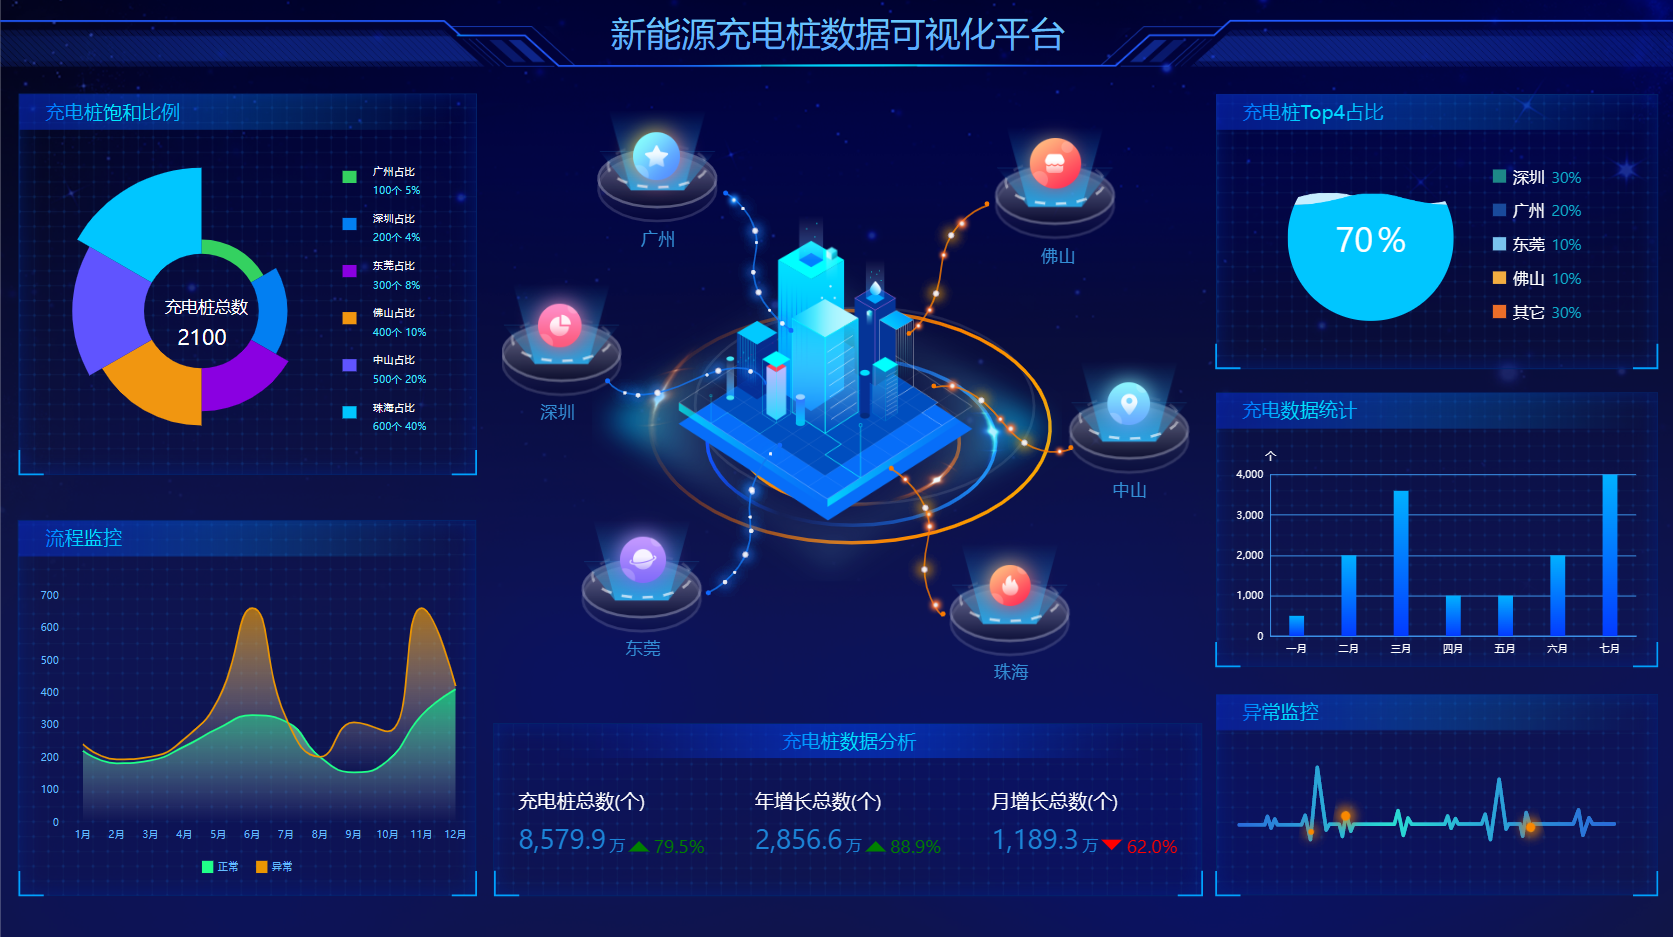 新能源充电桩数据可视化平台
充电桩饱和比例
充电桩总数
2100
广州占比
100个 5%
深圳占比
200个 4%
东莞占比
300个 8%
佛山占比
400个 10%
中山占比
500个 20%
珠海占比
600个 40%
流程监控
700
600
500
400
300
200
100
0
1月 2月 3月 4月 5月 6月 7月 8月 9月 10月 11月 12月
正常 异常
广州
佛山
深圳
中山
东莞
珠海
充电桩数据分析
充电桩总数(个)
8,579.9 万 79.5%
年增长总数(个)
2,856.6 万 88.9%
月增长总数(个)
1,189.3 万 62.0%
充电桩Top4占比
70%
深圳 30%
广州 20%
东莞 10%
佛山 10%
其它 30%
充电数据统计
个
4,000
3,000
2,000
1,000
0
一月 二月 三月 四月 五月 六月 七月
异常监控